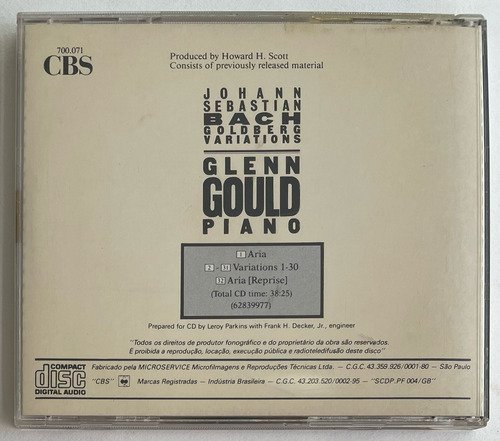 700.071
CBS
Produced by Howard H. Scott
Consists of previously released material
JOHANN
SEBASTIAN
BACH
GOLDBERG
VARIATIONS
GLENN
GOULD
PIANO
1 Aria
2 - 31 Variations 1-30
32 Aria [Reprise]
(Total CD time: 38:25)
(62839977)
Prepared for CD by Leroy Parkins with Frank H. Decker, Jr., engineer
"Todos os direitos de produtor fonográfico e do proprietário da obra são reservados.
E proibida a reprodução, locação, execução pública e radioteledifusão deste disco"
COMPACT
disc
DIGITAL AUDIO
Fabricado pela MICROSERVICE Microfilmagens e Reproduções Técnicas Ltda. – C.G.C. 43.359.926/0001-80 – São Paulo
"CBS" Marcas Registradas – Indústria Brasileira – C.G.C. 43.203.520/0002-95 – "SCDP. PF 004/GB"